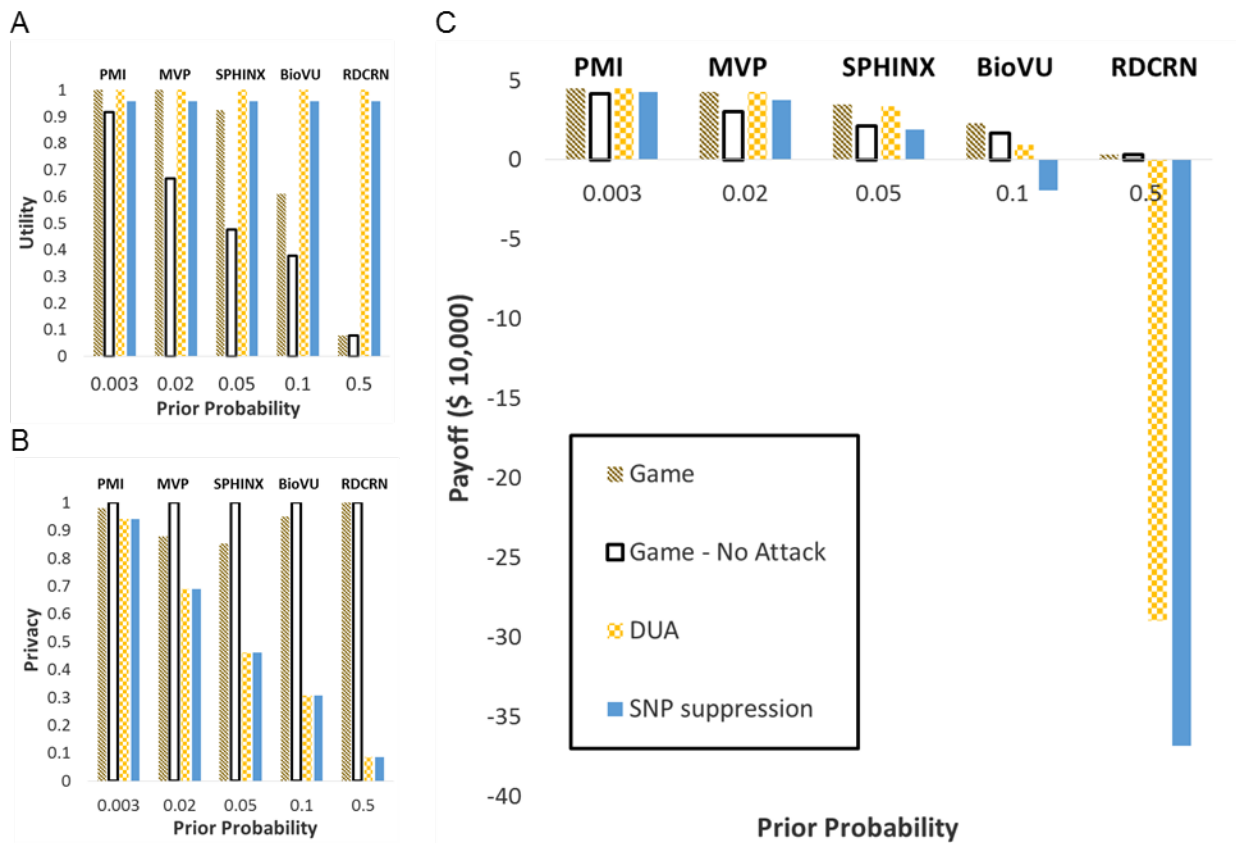 A
PMI MVP SPHINX BioVU RDCRN
1
0.9
0.8
0.7
0.6
0.5
0.4
0.3
0.2
0.1
0
Utility
0.003 0.02 0.05 0.1 0.5
Prior Probability
B
PMI MVP SPHINX BioVU RDCRN
1
0.9
0.8
0.7
0.6
0.5
0.4
0.3
0.2
0.1
0
Privacy
0.003 0.02 0.05 0.1 0.5
Prior Probability
C
PMI MVP SPHINX BioVU RDCRN
5
0
0.003 0.02 0.05 0.1 0.5
-5
-10
-15
-20
-25
-30
-35
-40
Payoff ($ 10,000)
Game
Game - No Attack
DUA
SNP suppression
Prior Probability